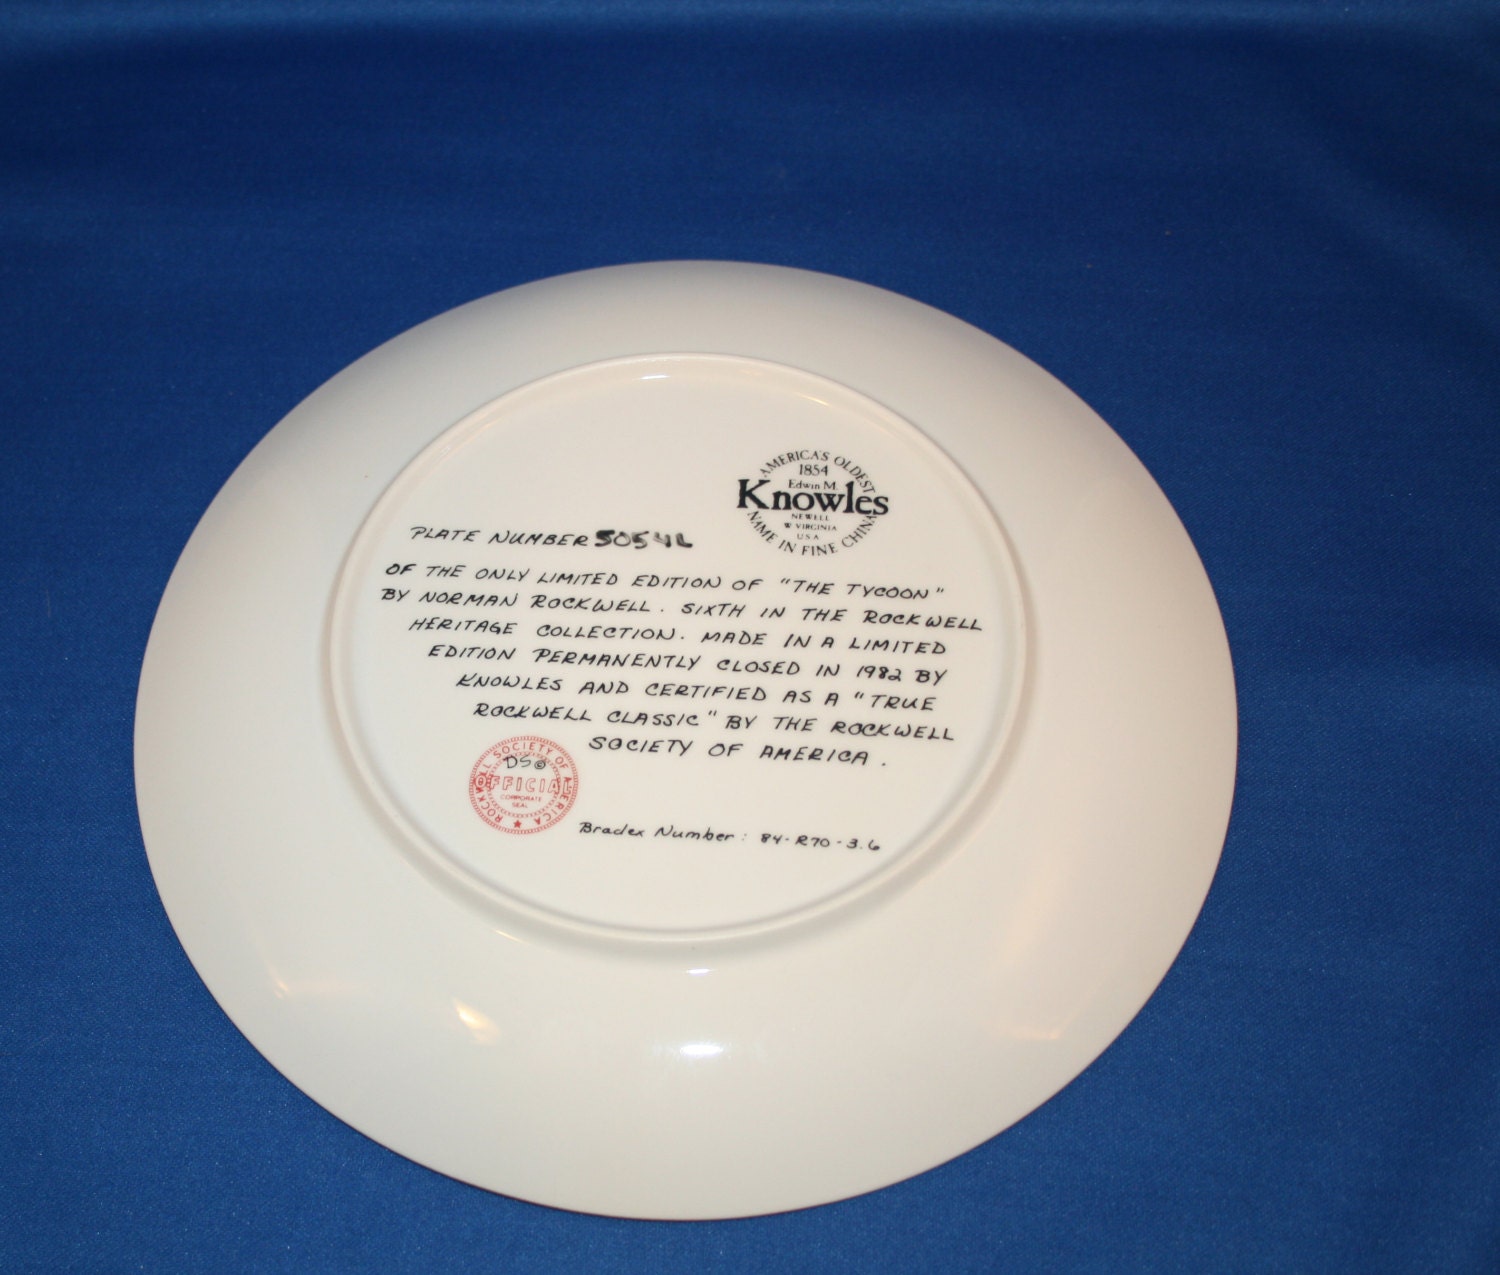 AMERICA'S OLDEST
1854
Edwin M.
Knowles
NEWELL
W VIRGINIA
USA
NAME IN FINE CHINA
PLATE NUMBER 5054L
OF THE ONLY LIMITED EDITION OF "THE TYCOON"
BY NORMAN ROCKWELL. SIXTH IN THE ROCKWELL
HERITAGE COLLECTION. MADE IN A LIMITED
EDITION PERMANENTLY CLOSED IN 1982 BY
KNOWLES AND CERTIFIED AS A "TRUE
ROCKWELL CLASSIC" BY THE ROCKWELL
SOCIETY OF AMERICA.
ROCKWELL SOCIETY OF AMERICA
DS©
OFFICIAL
CORPORATE
SEAL
Bradex Number: 84-R70-3.6